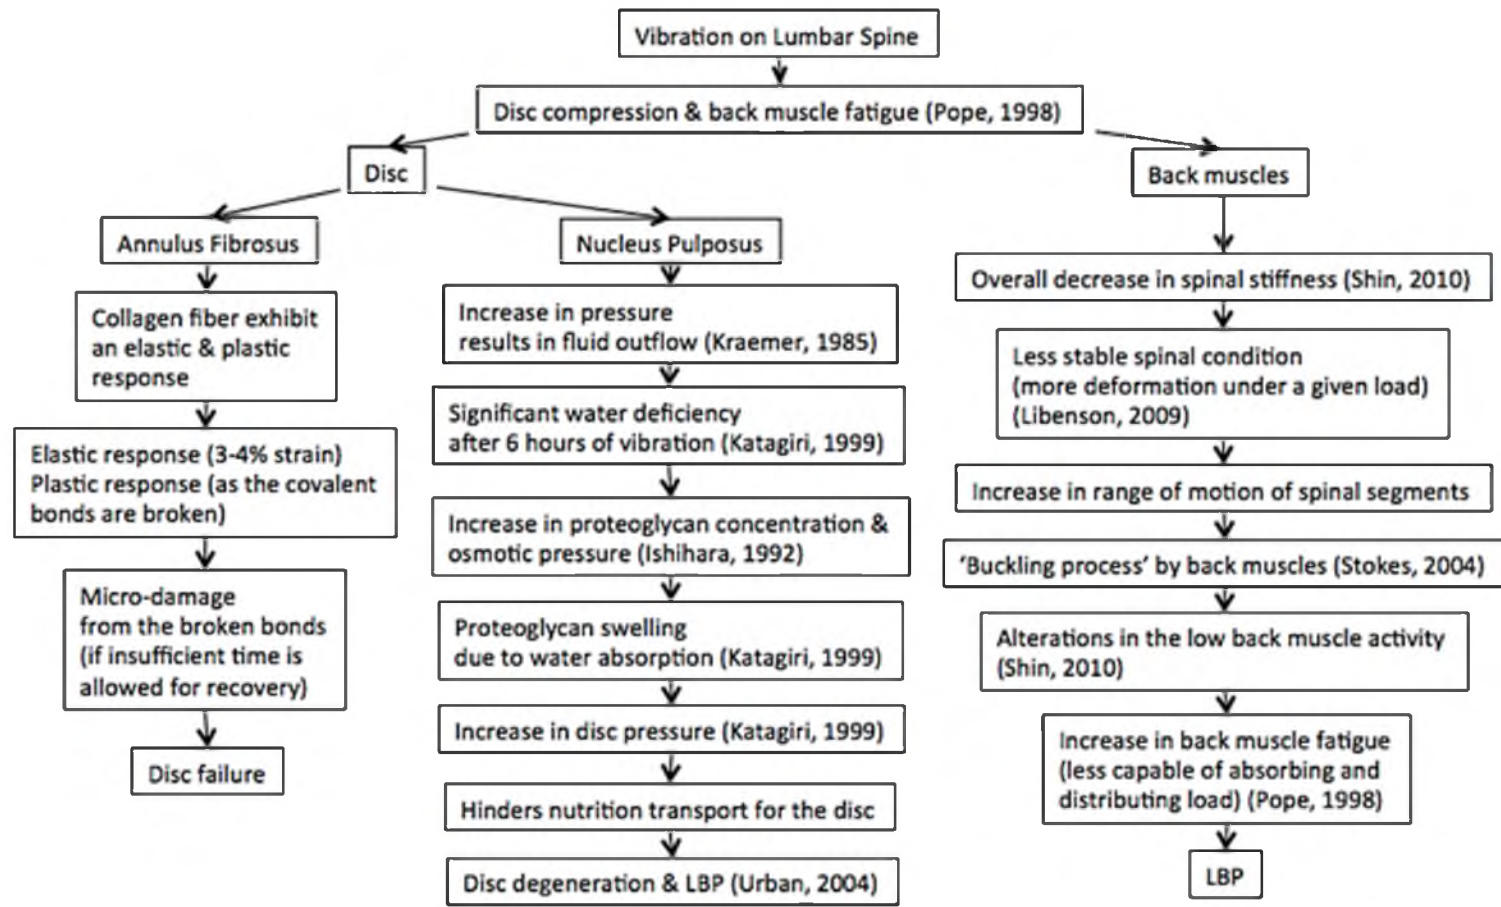 Vibration on Lumbar Spine
Disc compression & back muscle fatigue (Pope, 1998)
Disc
Back muscles
Annulus Fibrosus
Collagen fiber exhibit
an elastic & plastic
response
Elastic response (3-4% strain)
Plastic response (as the covalent
bonds are broken)
Micro-damage
from the broken bonds
(if insufficient time is
allowed for recovery)
Disc failure
Nucleus Pulposus
Increase in pressure
results in fluid outflow (Kraemer, 1985)
Significant water deficiency
after 6 hours of vibration (Katagiri, 1999)
Increase in proteoglycan concentration &
osmotic pressure (Ishihara, 1992)
Proteoglycan swelling
due to water absorption (Katagiri, 1999)
Increase in disc pressure (Katagiri, 1999)
Hinders nutrition transport for the disc
Disc degeneration & LBP (Urban, 2004)
Overall decrease in spinal stiffness (Shin, 2010)
Less stable spinal condition
(more deformation under a given load)
(Libenson, 2009)
Increase in range of motion of spinal segments
'Buckling process' by back muscles (Stokes, 2004)
Alterations in the low back muscle activity
(Shin, 2010)
Increase in back muscle fatigue
(less capable of absorbing and
distributing load) (Pope, 1998)
LBP